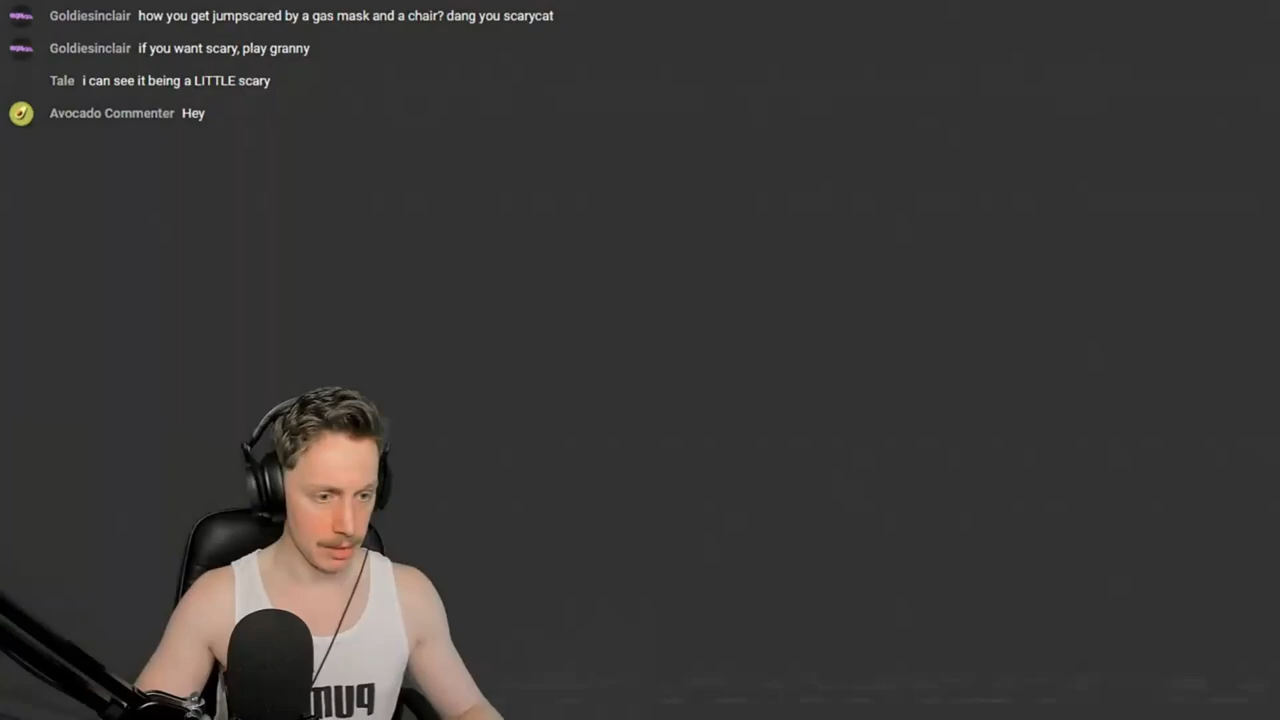 Goldiesinclair how you get jumpscared by a gas mask and a chair? dang you scarycat
Goldiesinclair if you want scary, play granny
Tale i can see it being a LITTLE scary
Avocado Commenter Hey